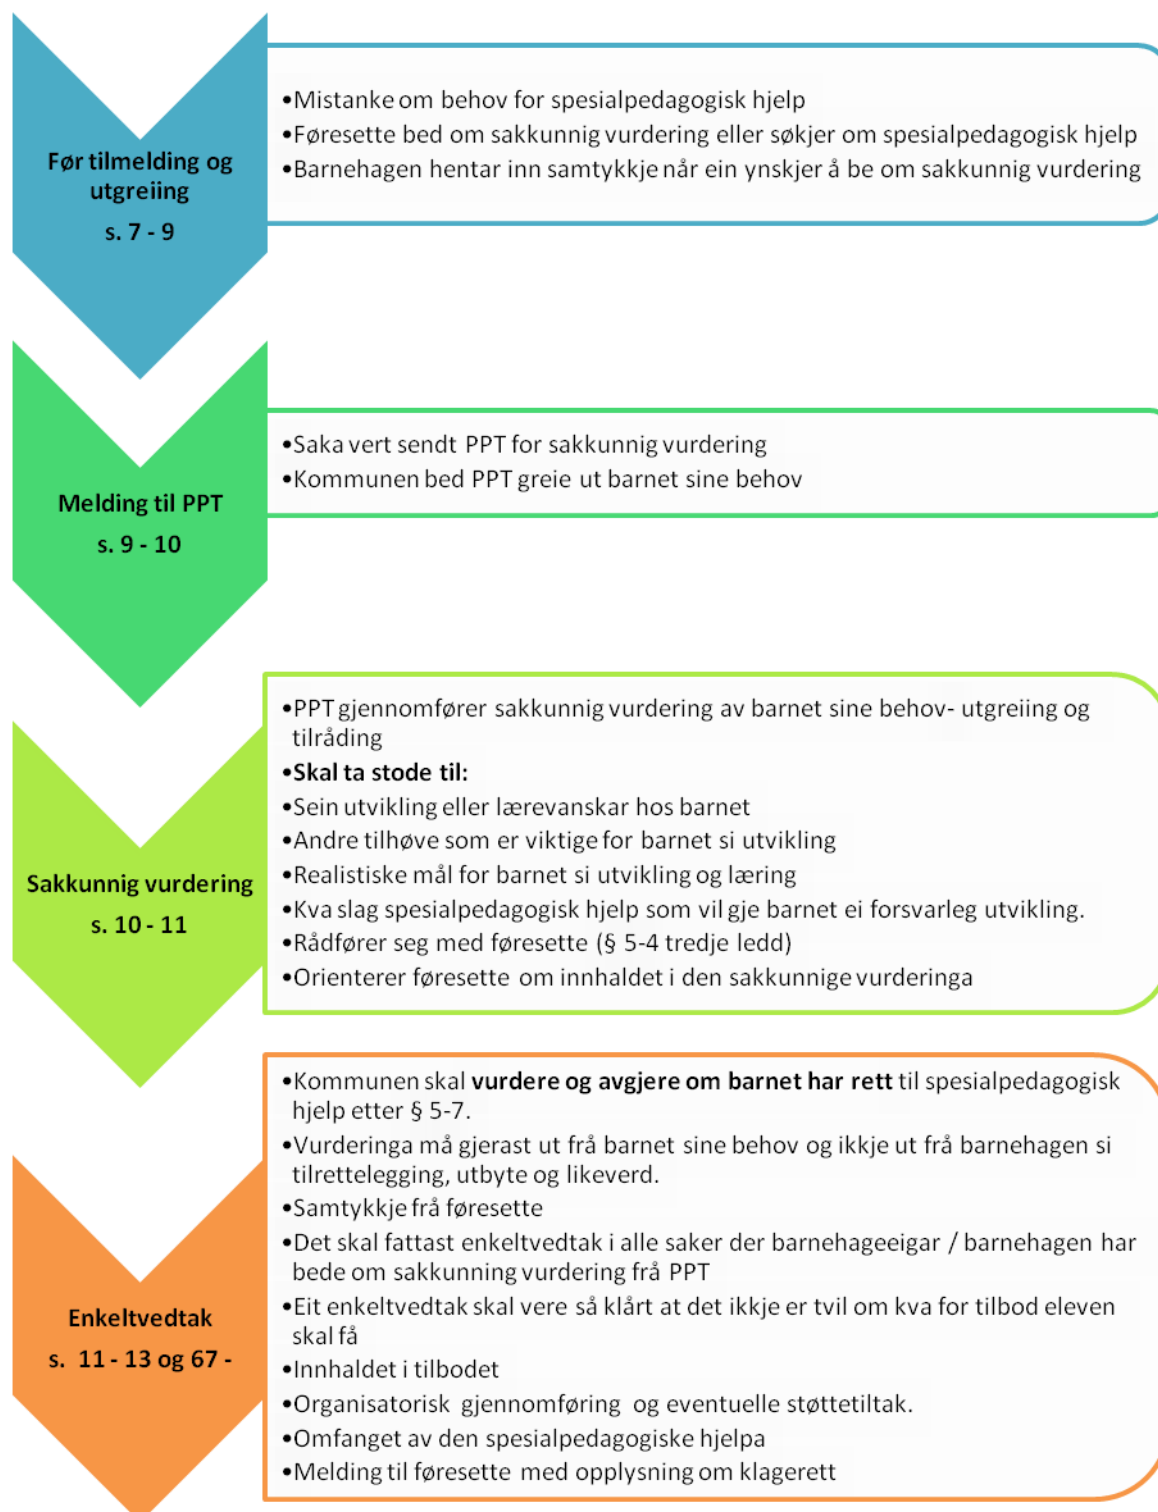 Før tilmelding og
utgreiing
s. 7 - 9
•Mistanke om behov for spesialpedagogisk hjelp
•Føresette bed om sakkunnig vurdering eller søkjer om spesialpedagogisk hjelp
•Barnehagen hentar inn samtykkje når ein ynskjer å be om sakkunnig vurdering
Melding til PPT
s. 9 - 10
•Saka vert sendt PPT for sakkunnig vurdering
•Kommunen bed PPT greie ut barnet sine behov
Sakkunnig vurdering
s. 10 - 11
•PPT gjennomfører sakkunnig vurdering av barnet sine behov- utgreiing og
tilråding
•Skal ta stode til:
•Sein utvikling eller lærevanskar hos barnet
•Andre tilhøve som er viktige for barnet si utvikling
•Realistiske mål for barnet si utvikling og læring
•Kva slag spesialpedagogisk hjelp som vil gje barnet ei forsvarleg utvikling.
•Rådfører seg med føresette (§ 5-4 tredje ledd)
•Orienterer føresette om innhaldet i den sakkunnige vurderinga
Enkeltvedtak
s. 11 - 13 og 67 -
•Kommunen skal vurdere og avgjere om barnet har rett til spesialpedagogisk
hjelp etter § 5-7.
•Vurderinga må gjerast ut frå barnet sine behov og ikkje ut frå barnehagen si
tilrettelegging, utbyte og likeverd.
•Samtykkje frå føresette
•Det skal fattast enkeltvedtak i alle saker der barnehageeigar / barnehagen har
bede om sakkunning vurdering frå PPT
•Eit enkeltvedtak skal vere så klårt at det ikkje er tvil om kva for tilbod eleven
skal få
•Innhaldet i tilbodet
•Organisatorisk gjennomføring og eventuelle støttetiltak.
•Omfanget av den spesialpedagogiske hjelpa
•Melding til føresette med opplysning om klagerett